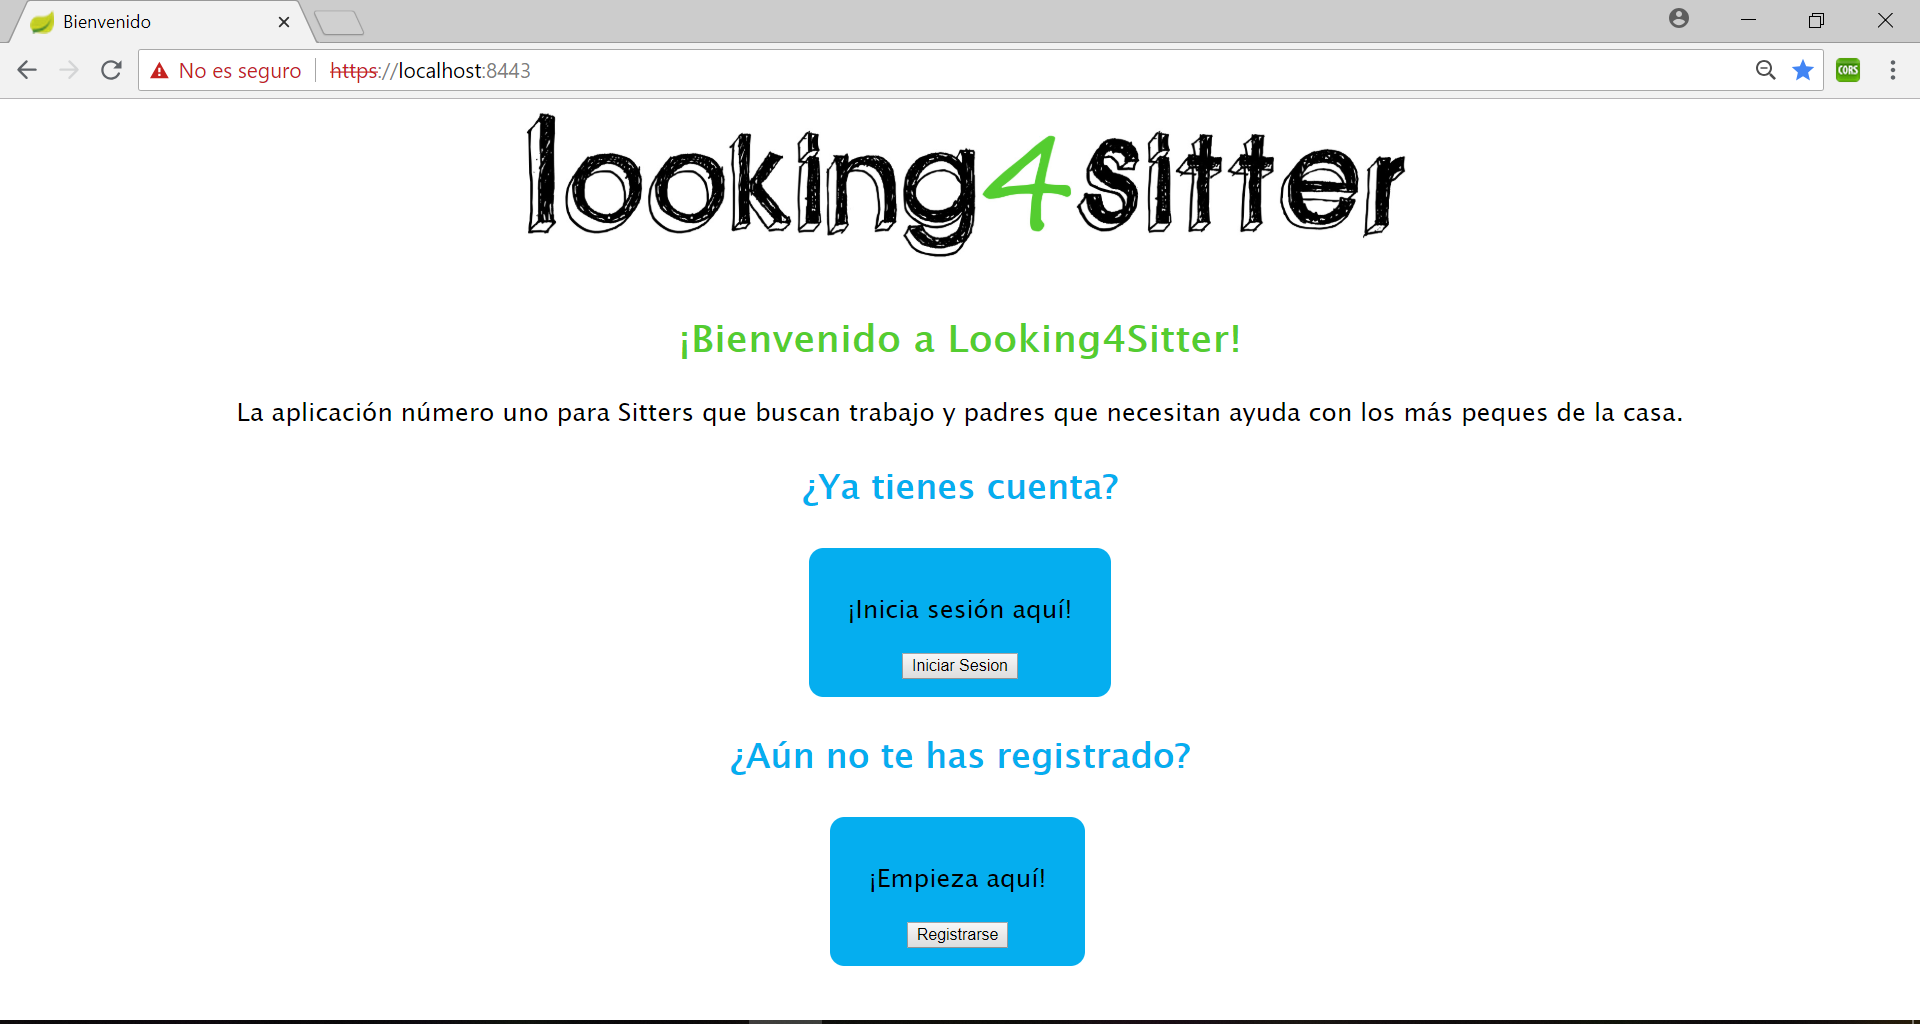 Bienvenido
No es seguro https://localhost:8443
CORS
looking4sitter
¡Bienvenido a Looking4Sitter!
La aplicación número uno para Sitters que buscan trabajo y padres que necesitan ayuda con los más peques de la casa.
¿Ya tienes cuenta?
¡Inicia sesión aquí!
Iniciar Sesion
¿Aún no te has registrado?
¡Empieza aquí!
Registrarse